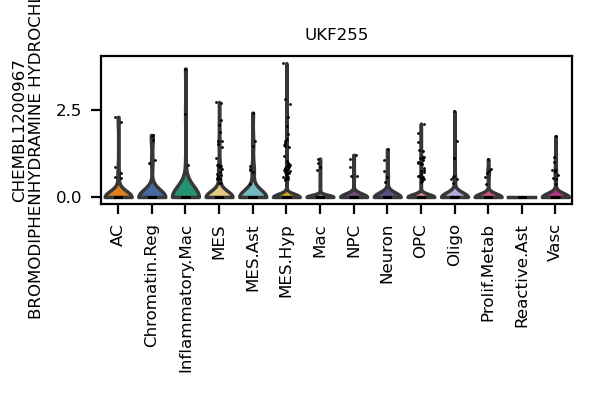 UKF255
CHEMBL1200967
BROMODIPHENHYDRAMINE
2.5
0.0
AC
Chromatin.Reg
Inflammatory.Mac
MES
MES.Ast
MES.Hyp
Mac
NPC
Neuron
OPC
Oligo
Prolif.Metab
Reactive.Ast
Vasc